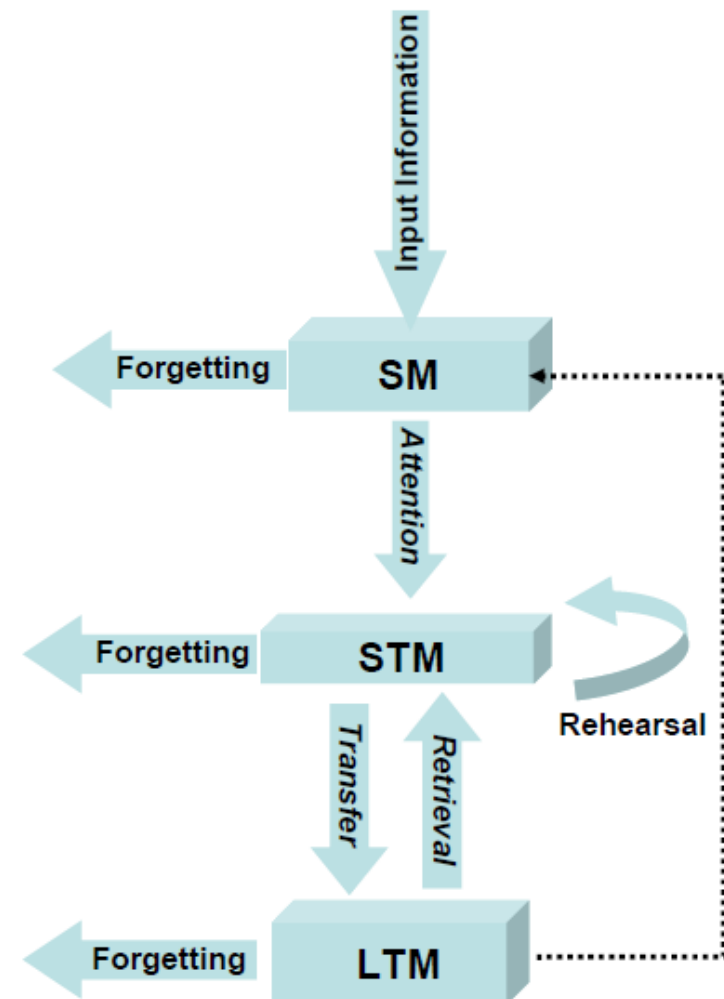 Input Information
SM
Forgetting
Attention
STM
Forgetting
Rehearsal
Transfer
Retrieval
LTM
Forgetting